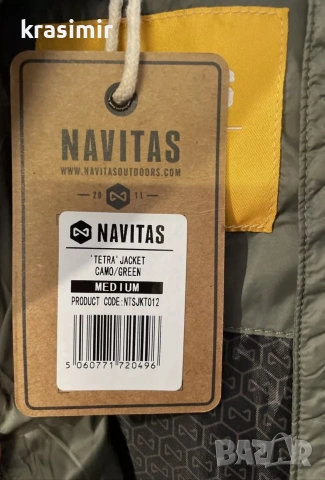 krasimir
S
NAVITAS
WWW.NAVITASOUTDOORS.COM
20 11
NAVITAS
'TETRA' JACKET
CAMO/GREEN
MEDIUM
PRODUCT CODE: NTSJKT012
5 060771 720496
BAZAR